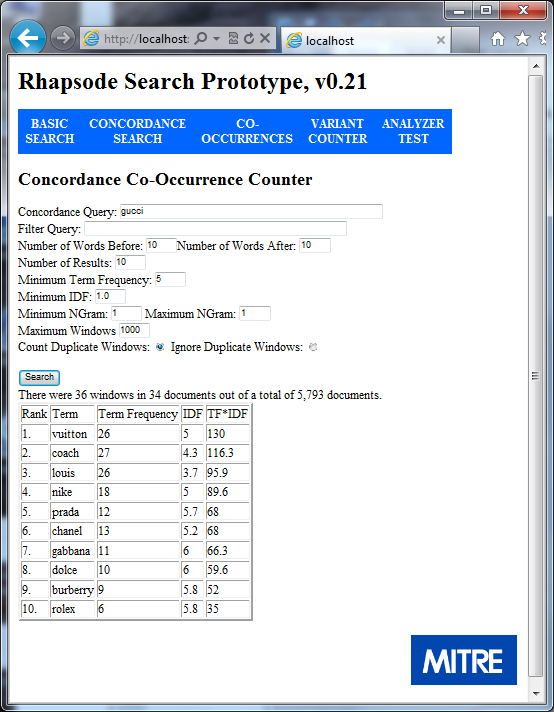 http://localhost:
localhost
Rhapsode Search Prototype, v0.21
BASIC SEARCH CONCORDANCE SEARCH CO-OCCURRENCES VARIANT COUNTER ANALYZER TEST
Concordance Co-Occurrence Counter
Concordance Query: gucci
Filter Query:
Number of Words Before: 10 Number of Words After: 10
Number of Results: 10
Minimum Term Frequency: 5
Minimum IDF: 1.0
Minimum NGram: 1 Maximum NGram: 1
Maximum Windows 1000
Count Duplicate Windows: Ignore Duplicate Windows:
Search
There were 36 windows in 34 documents out of a total of 5,793 documents.
Rank Term Term Frequency IDF TF*IDF
1. vuitton 26 5 130
2. coach 27 4.3 116.3
3. louis 26 3.7 95.9
4. nike 18 5 89.6
5. prada 12 5.7 68
6. chanel 13 5.2 68
7. gabbana 11 6 66.3
8. dolce 10 6 59.6
9. burberry 9 5.8 52
10. rolex 6 5.8 35
MITRE